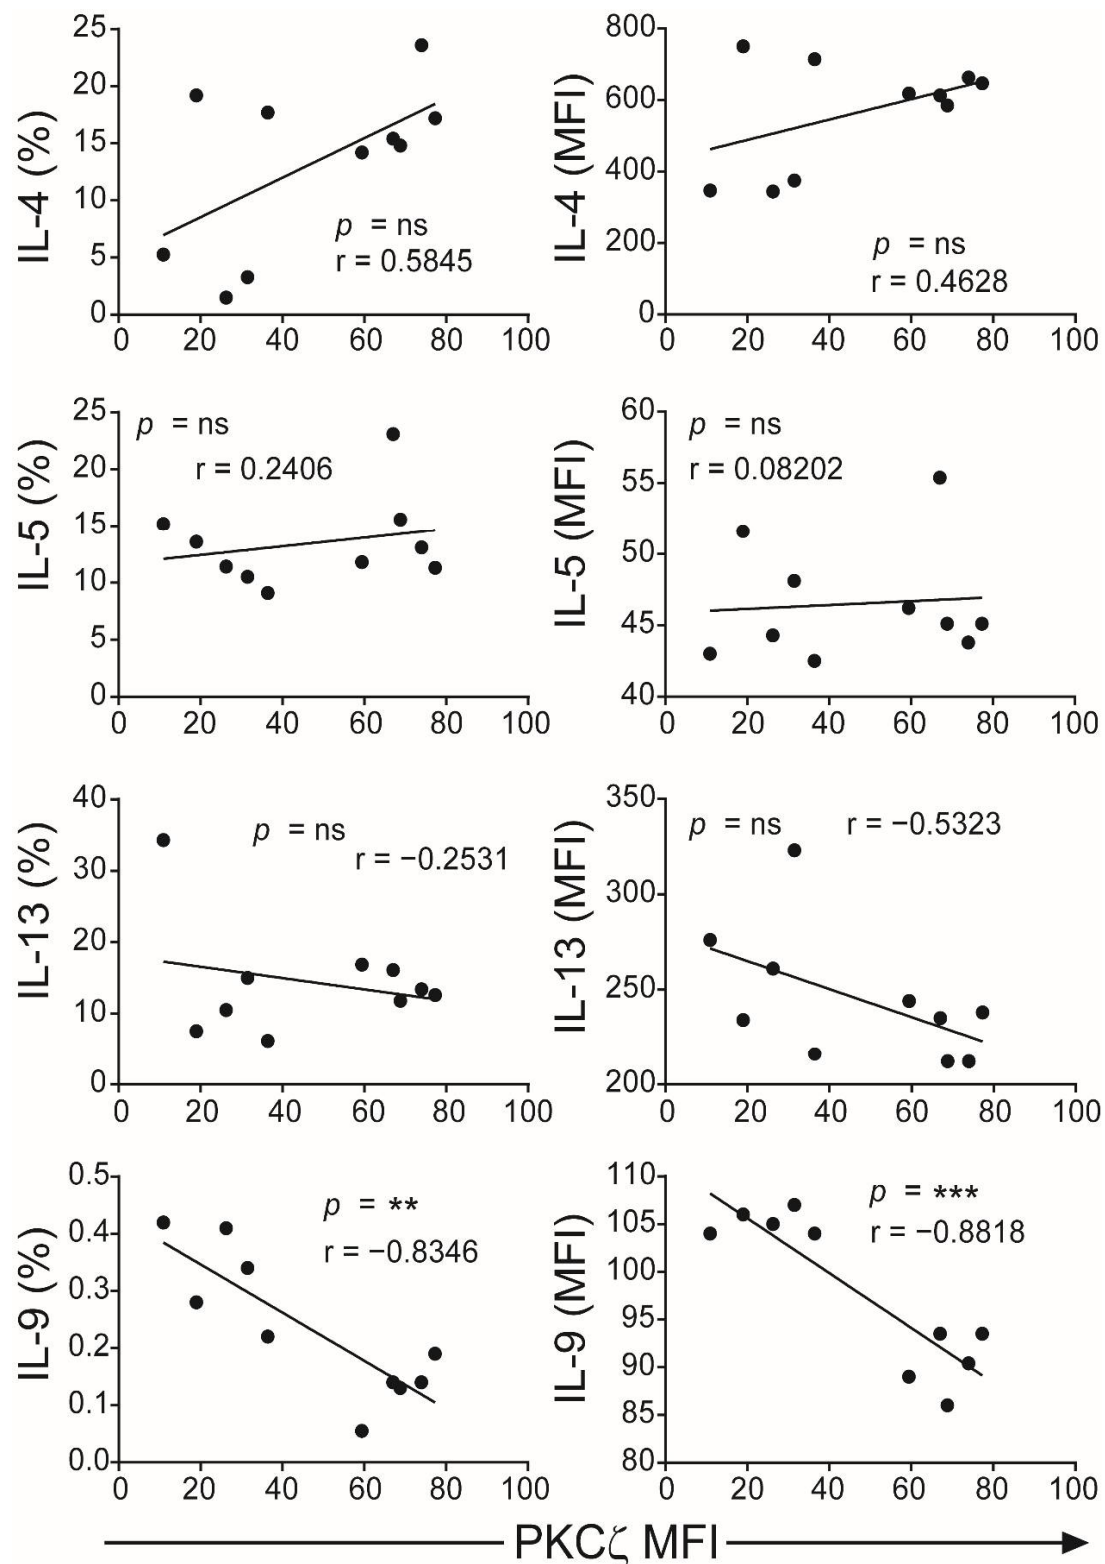 IL-4 (%)
25
20
15
10
5
0
p = ns
r = 0.5845
0 20 40 60 80 100
IL-4 (MFI)
800
600
400
200
0
p = ns
r = 0.4628
0 20 40 60 80 100
IL-5 (%)
25
20
15
10
5
0
p = ns
r = 0.2406
0 20 40 60 80 100
IL-5 (MFI)
60
55
50
45
40
p = ns
r = 0.08202
0 20 40 60 80 100
IL-13 (%)
40
30
20
10
0
p = ns
r = −0.2531
0 20 40 60 80 100
IL-13 (MFI)
350
300
250
200
p = ns r = −0.5323
0 20 40 60 80 100
IL-9 (%)
0.5
0.4
0.3
0.2
0.1
0.0
p = **
r = −0.8346
0 20 40 60 80 100
IL-9 (MFI)
110
105
100
95
90
85
80
p = ***
r = −0.8818
0 20 40 60 80 100
PKCζ MFI